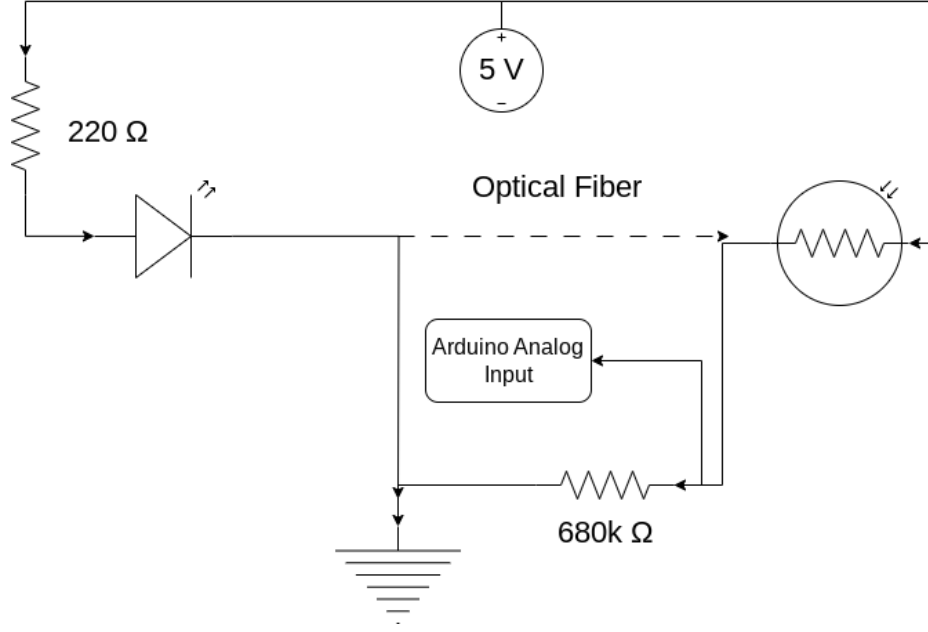 +
5 V
−
220 Ω
Optical Fiber
Arduino Analog
Input
680k Ω